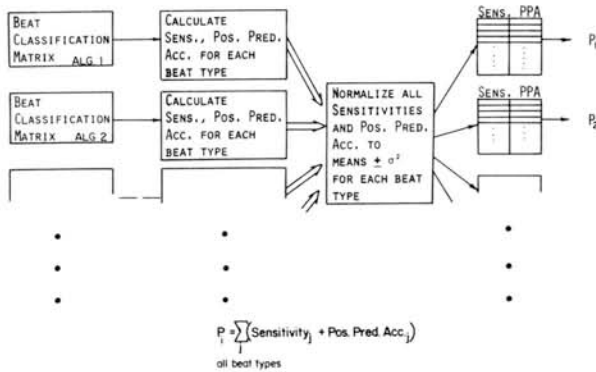 BEAT
CLASSIFICATION
MATRIX ALG 1
CALCULATE
SENS., POS. PRED.
ACC. FOR EACH
BEAT TYPE
SENS. PPA
P1
BEAT
CLASSIFICATION
MATRIX ALG 2
CALCULATE
SENS., POS. PRED.
ACC. FOR EACH
BEAT TYPE
NORMALIZE ALL
SENSITIVITIES
AND POS. PRED.
ACC. TO
MEANS ± σ²
FOR EACH BEAT
TYPE
SENS. PPA
P2
Pi = ∑j (Sensitivityj + Pos. Pred. Acc.j)
all beat types